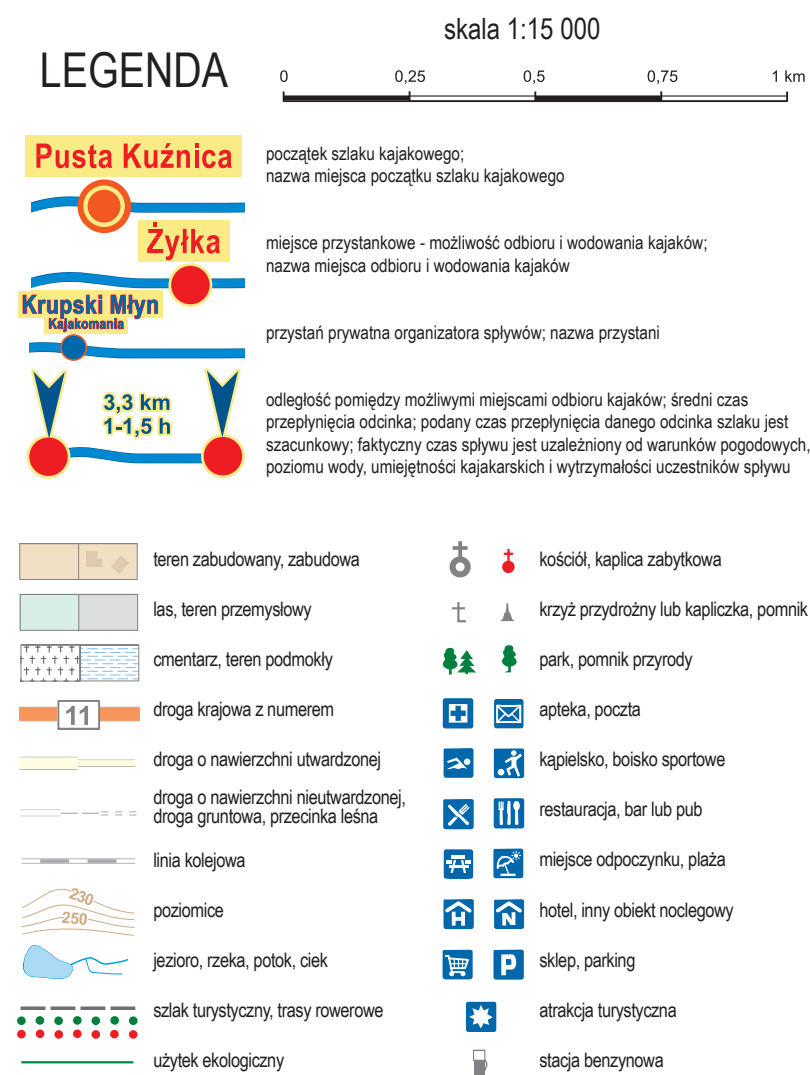 skala 1:15 000
LEGENDA
0 0,25 0,5 0,75 1 km
Pusta Kuźnica
początek szlaku kajakowego;
nazwa miejsca początku szlaku kajakowego
Żyłka
miejsce przystankowe - możliwość odbioru i wodowania kajaków;
nazwa miejsca odbioru i wodowania kajaków
Krupski Młyn
Kajakomania
przystań prywatna organizatora spływów; nazwa przystani
3,3 km
1-1,5 h
odległość pomiędzy możliwymi miejscami odbioru kajaków; średni czas
przepłynięcia odcinka; podany czas przepłynięcia danego odcinka szlaku jest
szacunkowy; faktyczny czas spływu jest uzależniony od warunków pogodowych,
poziomu wody, umiejętności kajakarskich i wytrzymałości uczestników spływu
teren zabudowany, zabudowa
las, teren przemysłowy
cmentarz, teren podmokły
11
droga krajowa z numerem
droga o nawierzchni utwardzonej
droga o nawierzchni nieutwardzonej,
droga gruntowa, przecinka leśna
linia kolejowa
230
250
poziomice
jezioro, rzeka, potok, ciek
szlak turystyczny, trasy rowerowe
użytek ekologiczny
kościół, kaplica zabytkowa
krzyż przydrożny lub kapliczka, pomnik
park, pomnik przyrody
apteka, poczta
kąpielsko, boisko sportowe
restauracja, bar lub pub
miejsce odpoczynku, plaża
H N
hotel, inny obiekt noclegowy
P
sklep, parking
atrakcja turystyczna
stacja benzynowa